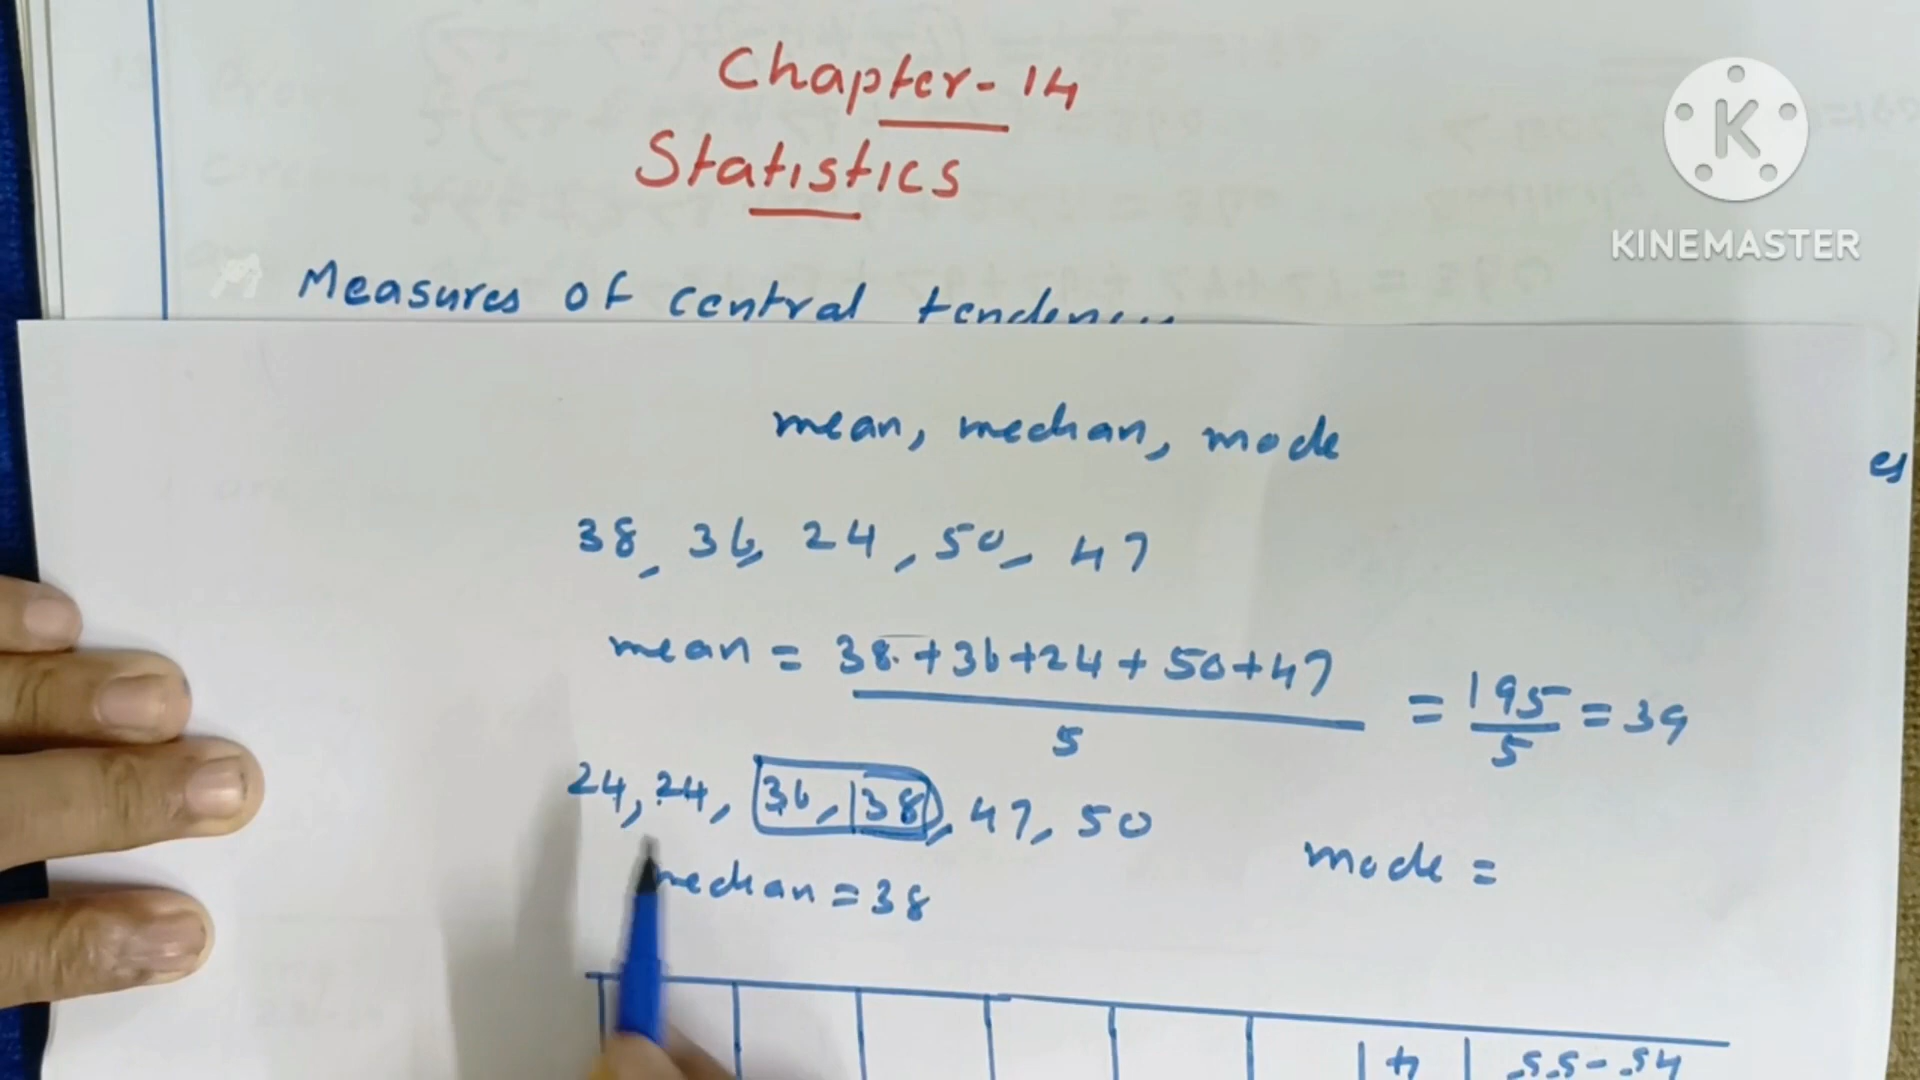 Chapter-14
Statistics
KINEMASTER
Measures of central
mean, median, mode
es
38, 36, 24, 50, 47
mean = 38+36+24+50+47 / 5 = 195/5 = 39
24, 24, 36, 38, 47, 50
mode =
median = 38